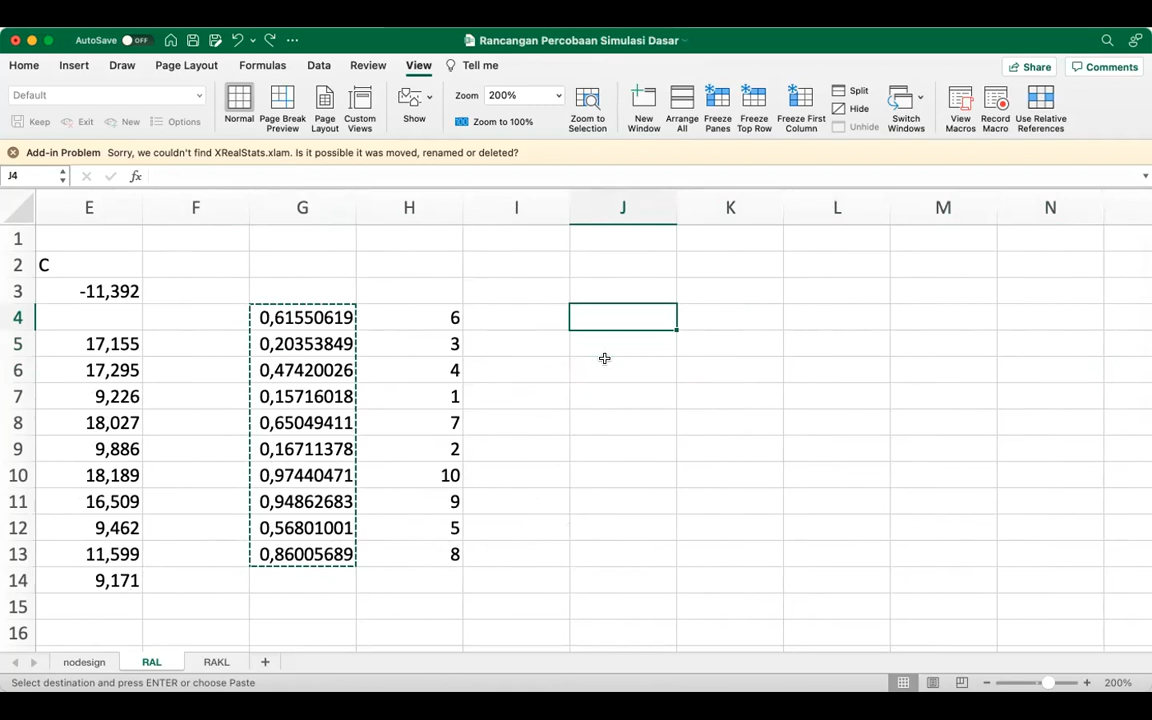 AutoSave OFF Rancangan Percobaan Simulasi Dasar
Home Insert Draw Page Layout Formulas Data Review View Tell me Share Comments
Default Zoom 200% Split
Hide
Unhide
Keep Exit New Options Normal Page Break Preview Page Layout Custom Views Show Zoom to 100% Zoom to Selection New Window Arrange All Freeze Panes Freeze Top Row Freeze First Column Switch Windows View Macros Record Macro Use Relative References
Add-in Problem Sorry, we couldn't find XRealStats.xlam. Is it possible it was moved, renamed or deleted?
J4 fx
E F G H I J K L M N
1
2 C
3 -11,392
4 0,61550619 6
5 17,155 0,20353849 3
6 17,295 0,47420026 4
7 9,226 0,15716018 1
8 18,027 0,65049411 7
9 9,886 0,16711378 2
10 18,189 0,97440471 10
11 16,509 0,94862683 9
12 9,462 0,56801001 5
13 11,599 0,86005689 8
14 9,171
15
16
nodesign RAL RAKL +
Select destination and press ENTER or choose Paste 200%